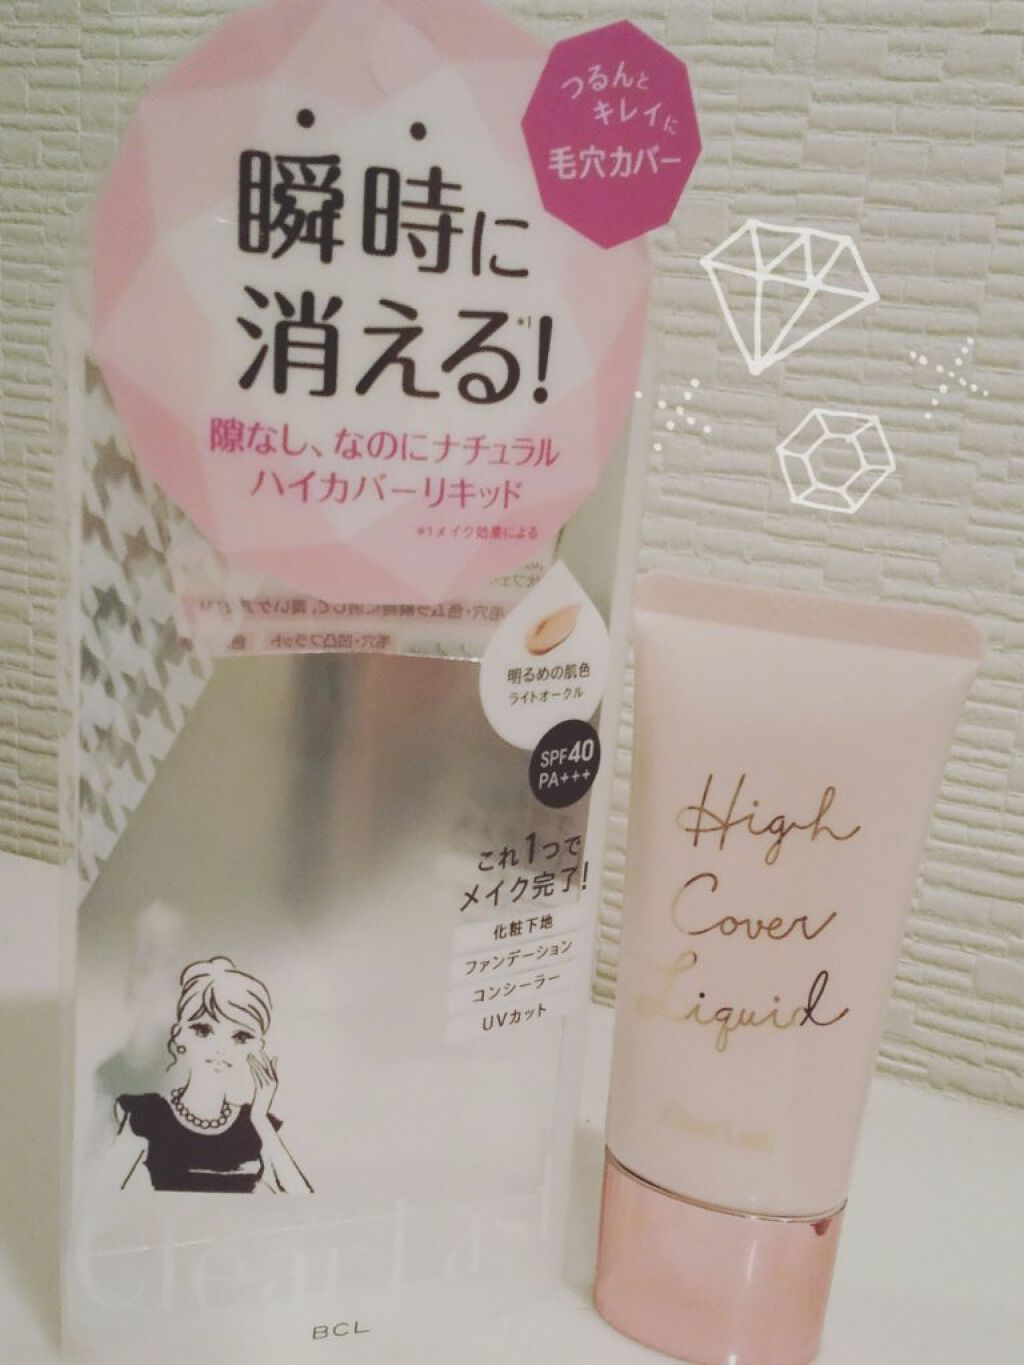 つるんと
キレイに
毛穴カバー
瞬時に
消える!
*1
隙なし、なのにナチュラル
ハイカバーリキッド
*1メイク効果による
明るめの肌色
ライトオークル
SPF40
PA+++
これ1つで
メイク完了!
化粧下地
ファンデーション
コンシーラー
UVカット
High
Cover
Liquid
Clear Last
BCL